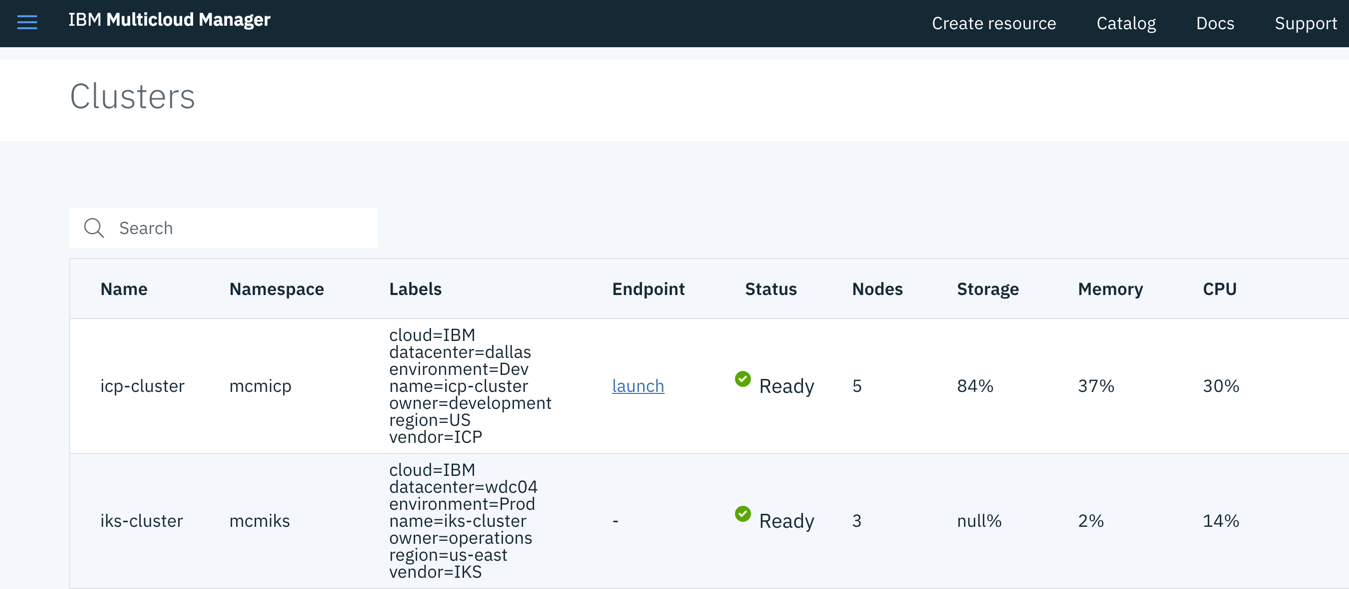 IBM Multicloud Manager
Create resource Catalog Docs Support
Clusters
Search
Name Namespace Labels Endpoint Status Nodes Storage Memory CPU
cloud=IBM
datacenter=dallas
environment=Dev
icp-cluster mcmicp name=icp-cluster launch Ready 5 84% 37% 30%
owner=development
region=US
vendor=ICP
cloud=IBM
datacenter=wdc04
environment=Prod
iks-cluster mcmiks name=iks-cluster - Ready 3 null% 2% 14%
owner=operations
region=us-east
vendor=IKS